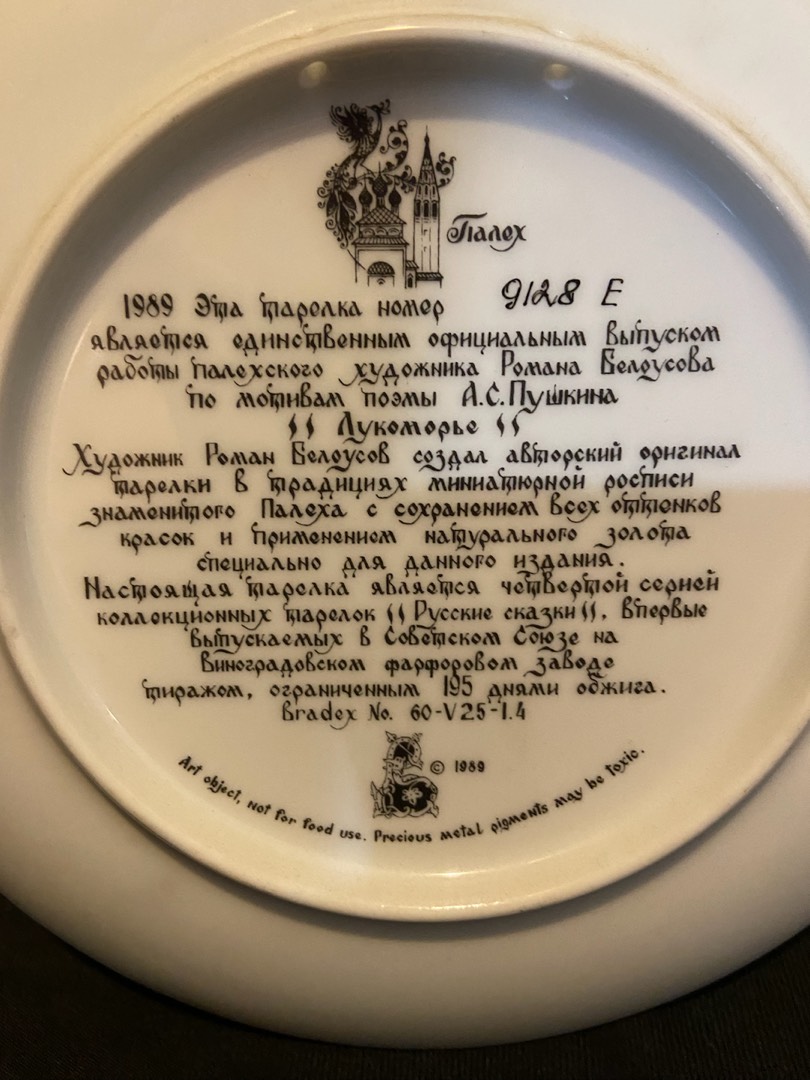 Палех
1989 Эта тарелка номер 9128 E
является единственным официальным выпуском
работы палехского художника Романа Белоусова
по мотивам поэмы А.С.Пушкина
"Лукоморье"
Художник Роман Белоусов создал авторский оригинал
тарелки в традициях миниатюрной росписи
знаменитого Палеха с сохранением всех оттенков
красок и применением натурального золота
специально для данного издания.
Настоящая тарелка является четвертой серией
коллекционных тарелок "Русские сказки", впервые
выпускаемых в Советском Союзе на
Виноградовском фарфоровом заводе
тиражом, ограниченным 195 днями обжига.
Bradex No. 60-V25-1.4
© 1989
Art object, not for food use. Precious metal pigments may be toxic.